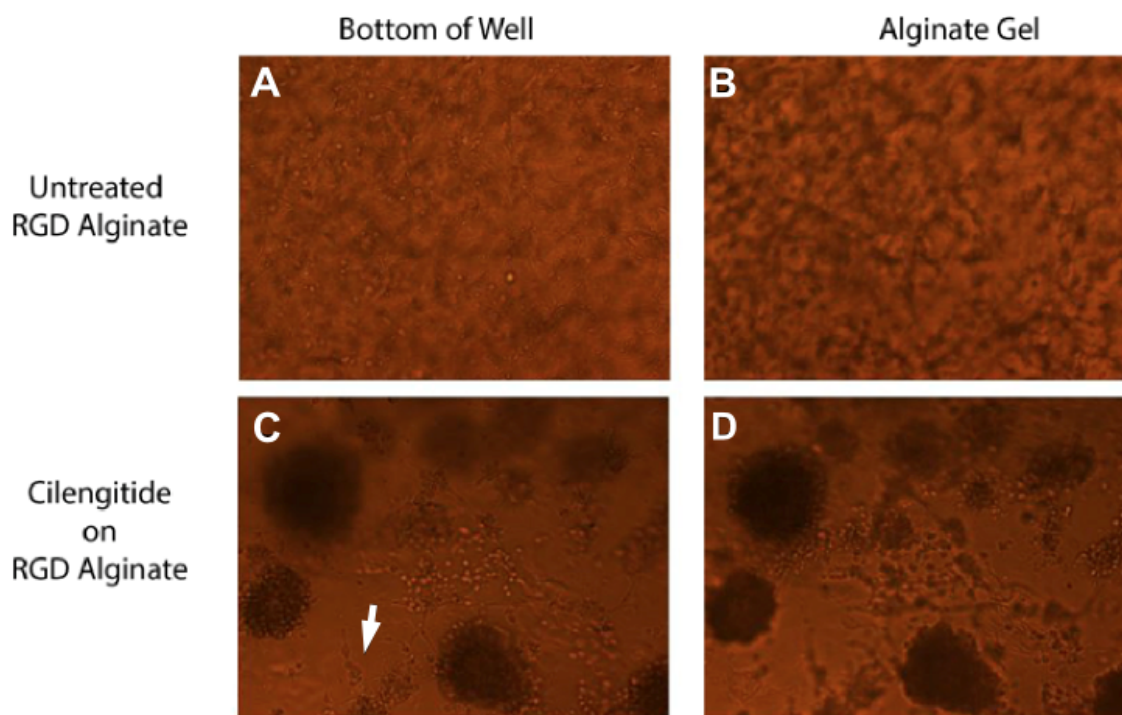 Bottom of Well
Alginate Gel
A
B
Untreated
RGD Alginate
C
D
Cilengitide
on
RGD Alginate